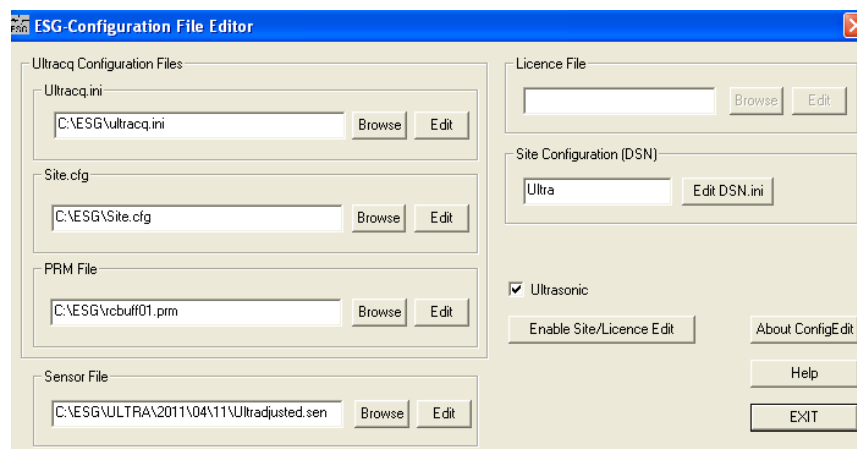 ESG ESG-Configuration File Editor
Ultracq Configuration Files
Ultracq.ini
C:\ESG\ultracq.ini Browse Edit
Site.cfg
C:\ESG\Site.cfg Browse Edit
PRM File
C:\ESG\rcbuff01.prm Browse Edit
Sensor File
C:\ESG\ULTRA\2011\04\11\Ultradjusted.sen Browse Edit
Licence File
Browse Edit
Site Configuration (DSN)
Ultra Edit DSN.ini
Ultrasonic
Enable Site/Licence Edit About ConfigEdit
Help
EXIT